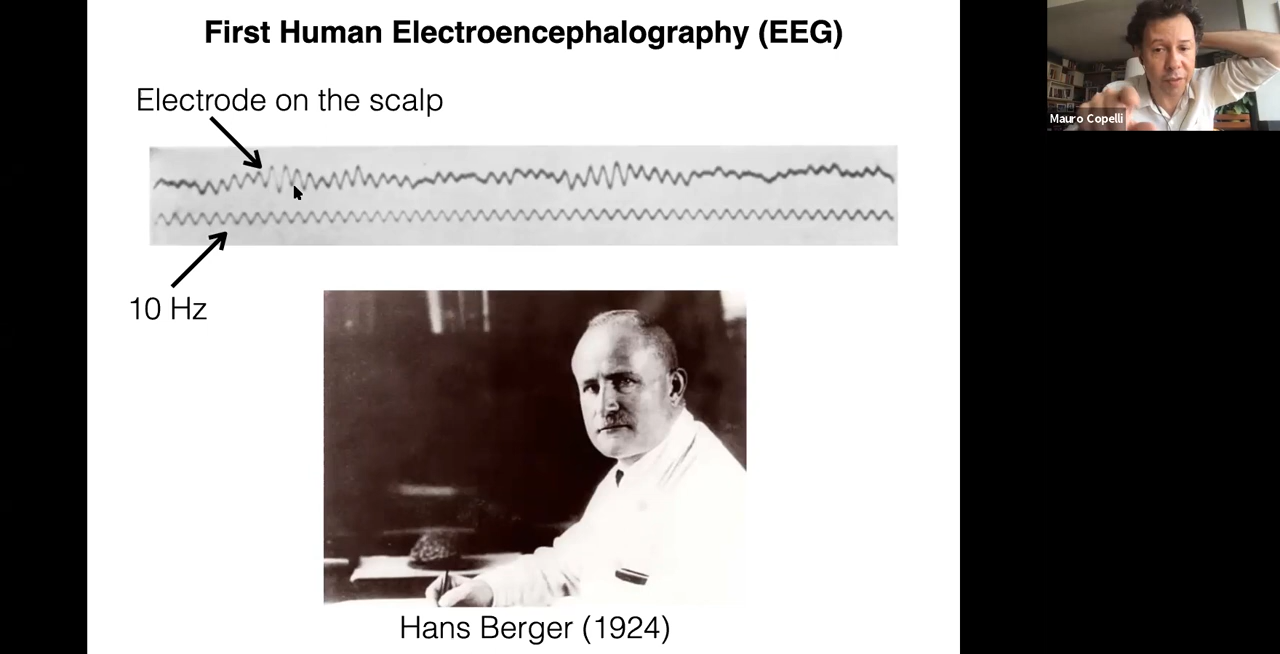 First Human Electroencephalography (EEG)
Electrode on the scalp
10 Hz
Hans Berger (1924)
Mauro Copelli